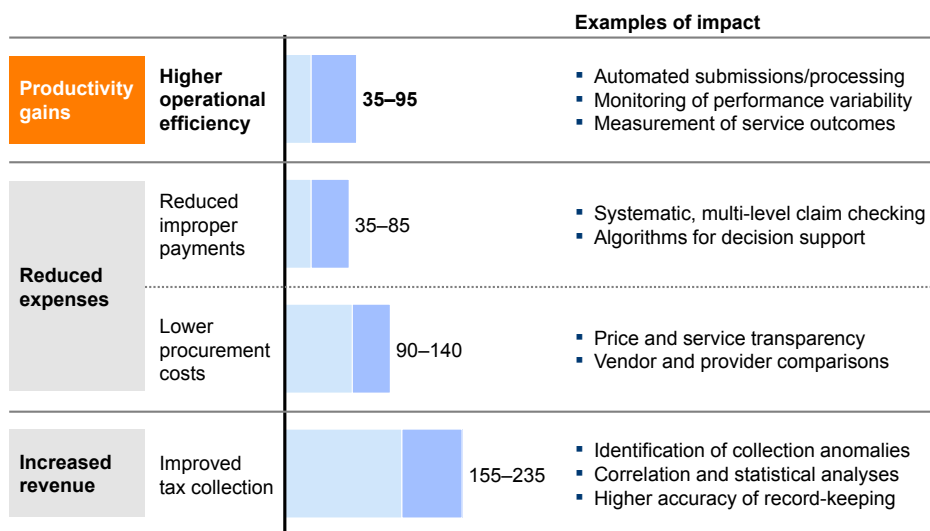 Examples of impact
Productivity
gains
Higher
operational
efficiency
35–95
▪ Automated submissions/processing
▪ Monitoring of performance variability
▪ Measurement of service outcomes
Reduced
expenses
Reduced
improper
payments
35–85
▪ Systematic, multi-level claim checking
▪ Algorithms for decision support
Lower
procurement
costs
90–140
▪ Price and service transparency
▪ Vendor and provider comparisons
Increased
revenue
Improved
tax collection
155–235
▪ Identification of collection anomalies
▪ Correlation and statistical analyses
▪ Higher accuracy of record-keeping